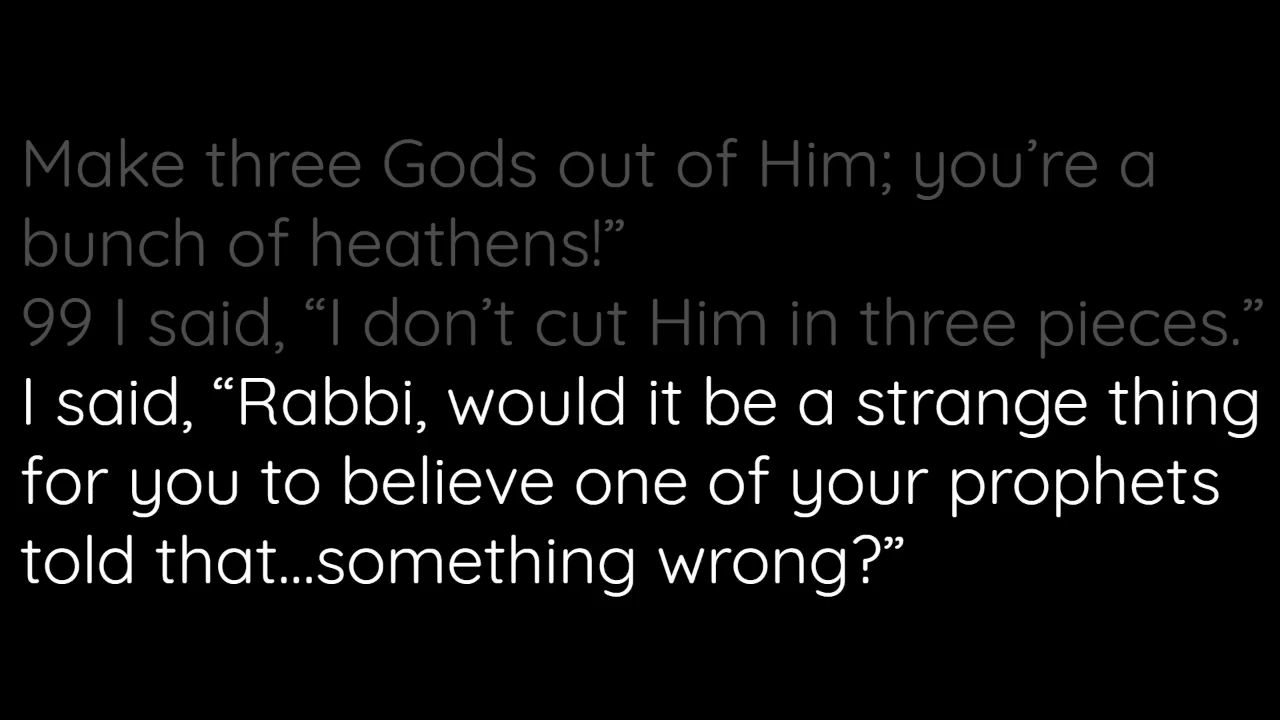 Make three Gods out of Him; you’re a
bunch of heathens!”
99 I said, “I don’t cut Him in three pieces.”
I said, “Rabbi, would it be a strange thing
for you to believe one of your prophets
told that...something wrong?”